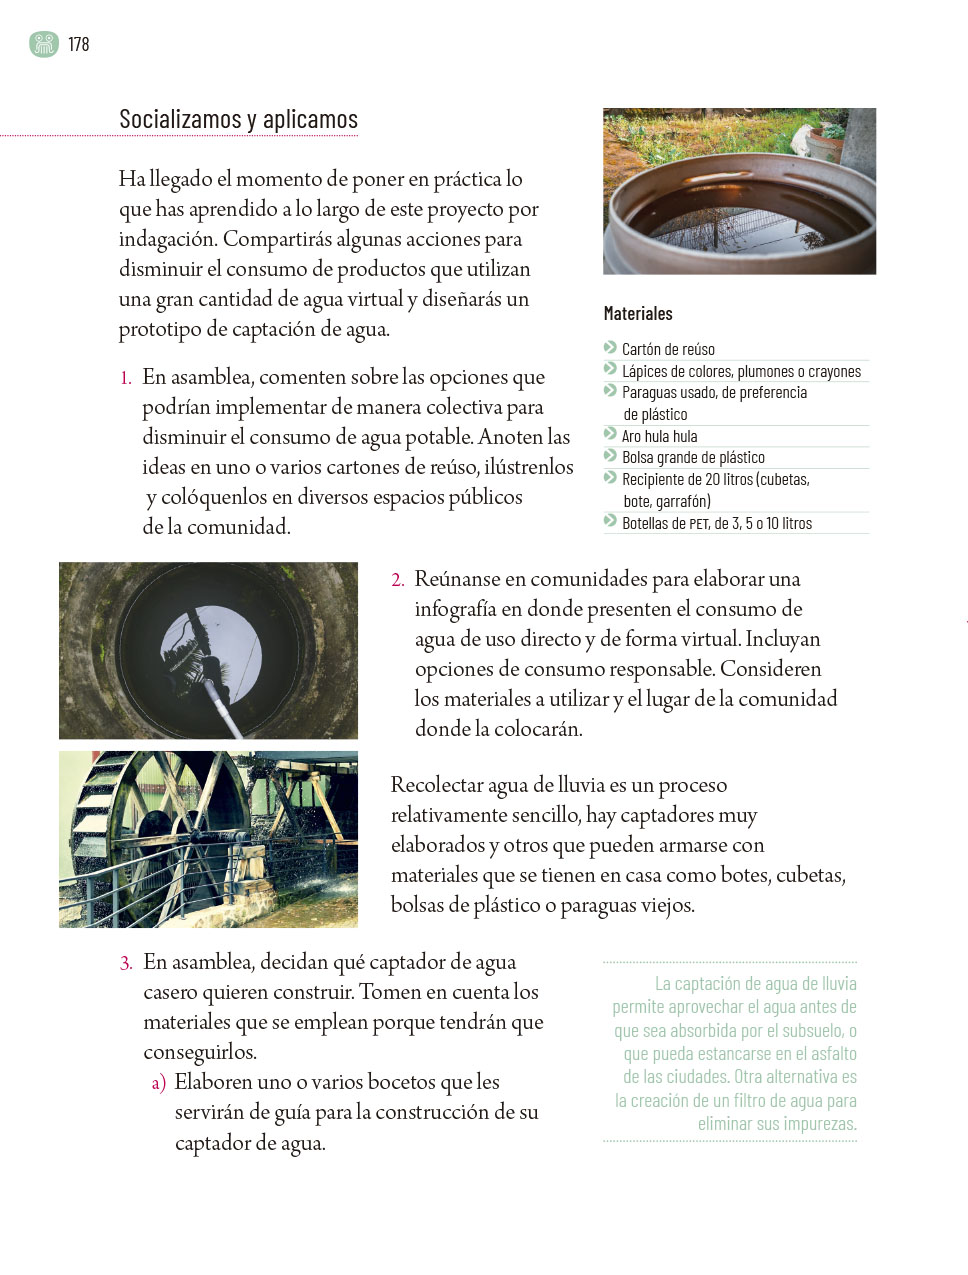 178
Socializamos y aplicamos
Ha llegado el momento de poner en práctica lo
que has aprendido a lo largo de este proyecto por
indagación. Compartirás algunas acciones para
disminuir el consumo de productos que utilizan
una gran cantidad de agua virtual y diseñarás un
prototipo de captación de agua.
1. En asamblea, comenten sobre las opciones que
podrían implementar de manera colectiva para
disminuir el consumo de agua potable. Anoten las
ideas en uno o varios cartones de reúso, ilústrenlos
y colóquenlos en diversos espacios públicos
de la comunidad.
Materiales
Cartón de reúso
Lápices de colores, plumones o crayones
Paraguas usado, de preferencia
de plástico
Aro hula hula
Bolsa grande de plástico
Recipiente de 20 litros (cubetas,
bote, garrafón)
Botellas de PET, de 3, 5 o 10 litros
2. Reúnanse en comunidades para elaborar una
infografía en donde presenten el consumo de
agua de uso directo y de forma virtual. Incluyan
opciones de consumo responsable. Consideren
los materiales a utilizar y el lugar de la comunidad
donde la colocarán.
Recolectar agua de lluvia es un proceso
relativamente sencillo, hay captadores muy
elaborados y otros que pueden armarse con
materiales que se tienen en casa como botes, cubetas,
bolsas de plástico o paraguas viejos.
3. En asamblea, decidan qué captador de agua
casero quieren construir. Tomen en cuenta los
materiales que se emplean porque tendrán que
conseguirlos.
a) Elaboren uno o varios bocetos que les
servirán de guía para la construcción de su
captador de agua.
La captación de agua de lluvia
permite aprovechar el agua antes de
que sea absorbida por el subsuelo, o
que pueda estancarse en el asfalto
de las ciudades. Otra alternativa es
la creación de un filtro de agua para
eliminar sus impurezas.